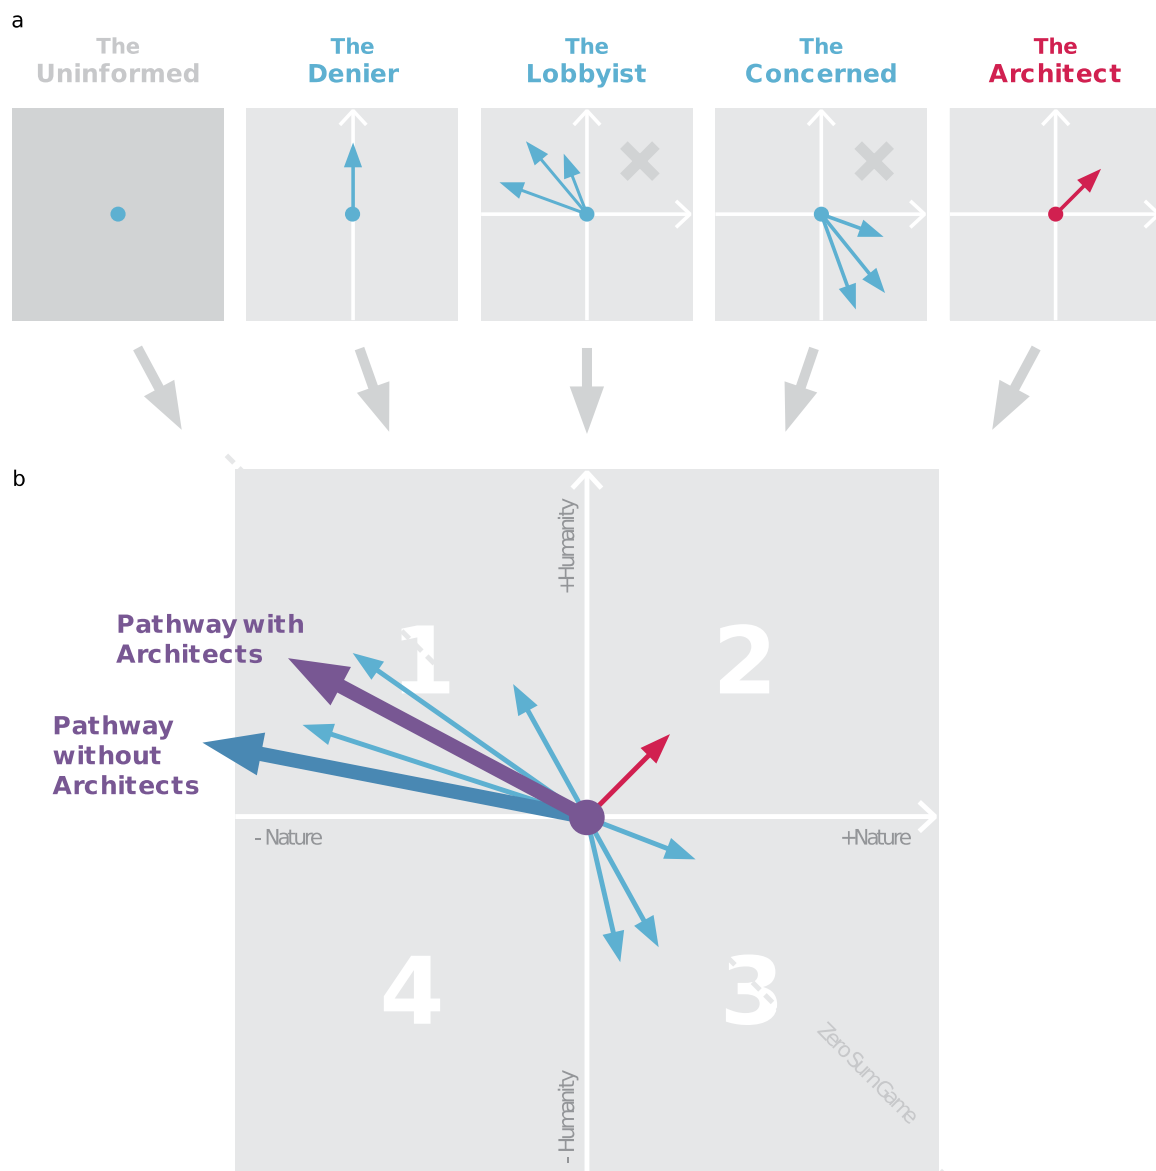 a
The
Uninformed
The
Denier
The
Lobbyist
The
Concerned
The
Architect
b
+Humanity
Pathway with
Architects
1
2
Pathway
without
Architects
- Nature
+Nature
4
3
Zero Sum Game
- Humanity